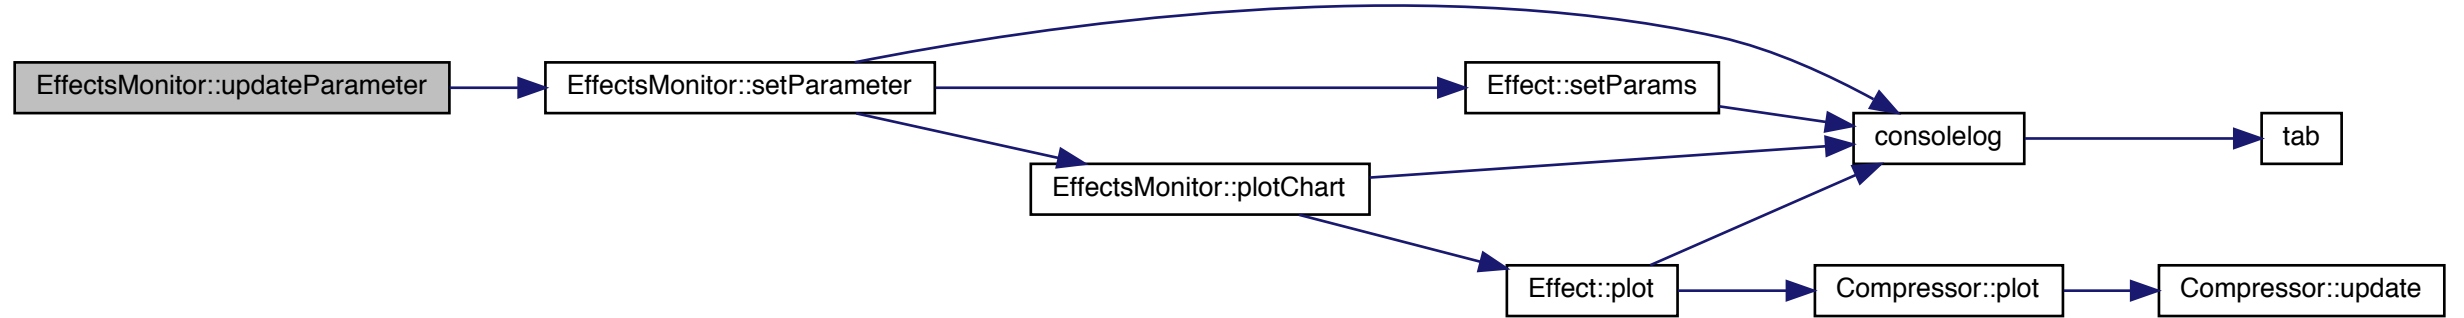 EffectsMonitor::updateParameter
EffectsMonitor::setParameter
Effect::setParams
consolelog
tab
EffectsMonitor::plotChart
Effect::plot
Compressor::plot
Compressor::update